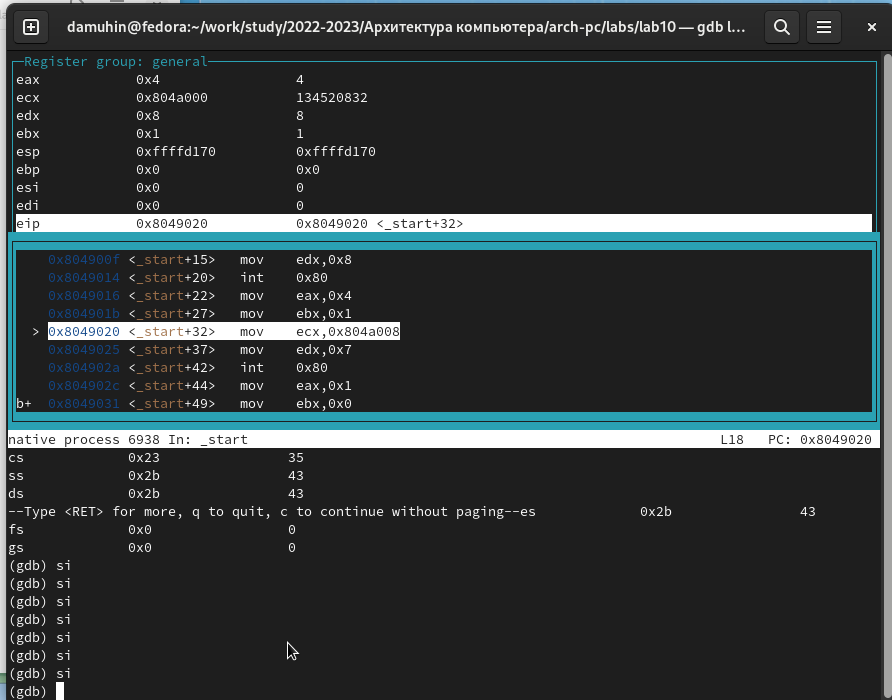 damuhin@fedora:~/work/study/2022-2023/Архитектура компьютера/arch-pc/labs/lab10 — gdb l...
Register group: general
eax 0x4 4
ecx 0x804a000 134520832
edx 0x8 8
ebx 0x1 1
esp 0xffffd170 0xffffd170
ebp 0x0 0x0
esi 0x0 0
edi 0x0 0
eip 0x8049020 0x8049020 <_start+32>
0x804900f <_start+15> mov edx,0x8
0x8049014 <_start+20> int 0x80
0x8049016 <_start+22> mov eax,0x4
0x804901b <_start+27> mov ebx,0x1
> 0x8049020 <_start+32> mov ecx,0x804a008
0x8049025 <_start+37> mov edx,0x7
0x804902a <_start+42> int 0x80
0x804902c <_start+44> mov eax,0x1
b+ 0x8049031 <_start+49> mov ebx,0x0
native process 6938 In: _start L18 PC: 0x8049020
cs 0x23 35
ss 0x2b 43
ds 0x2b 43
--Type <RET> for more, q to quit, c to continue without paging--es 0x2b 43
fs 0x0 0
gs 0x0 0
(gdb) si
(gdb) si
(gdb) si
(gdb) si
(gdb) si
(gdb) si
(gdb) si
(gdb)